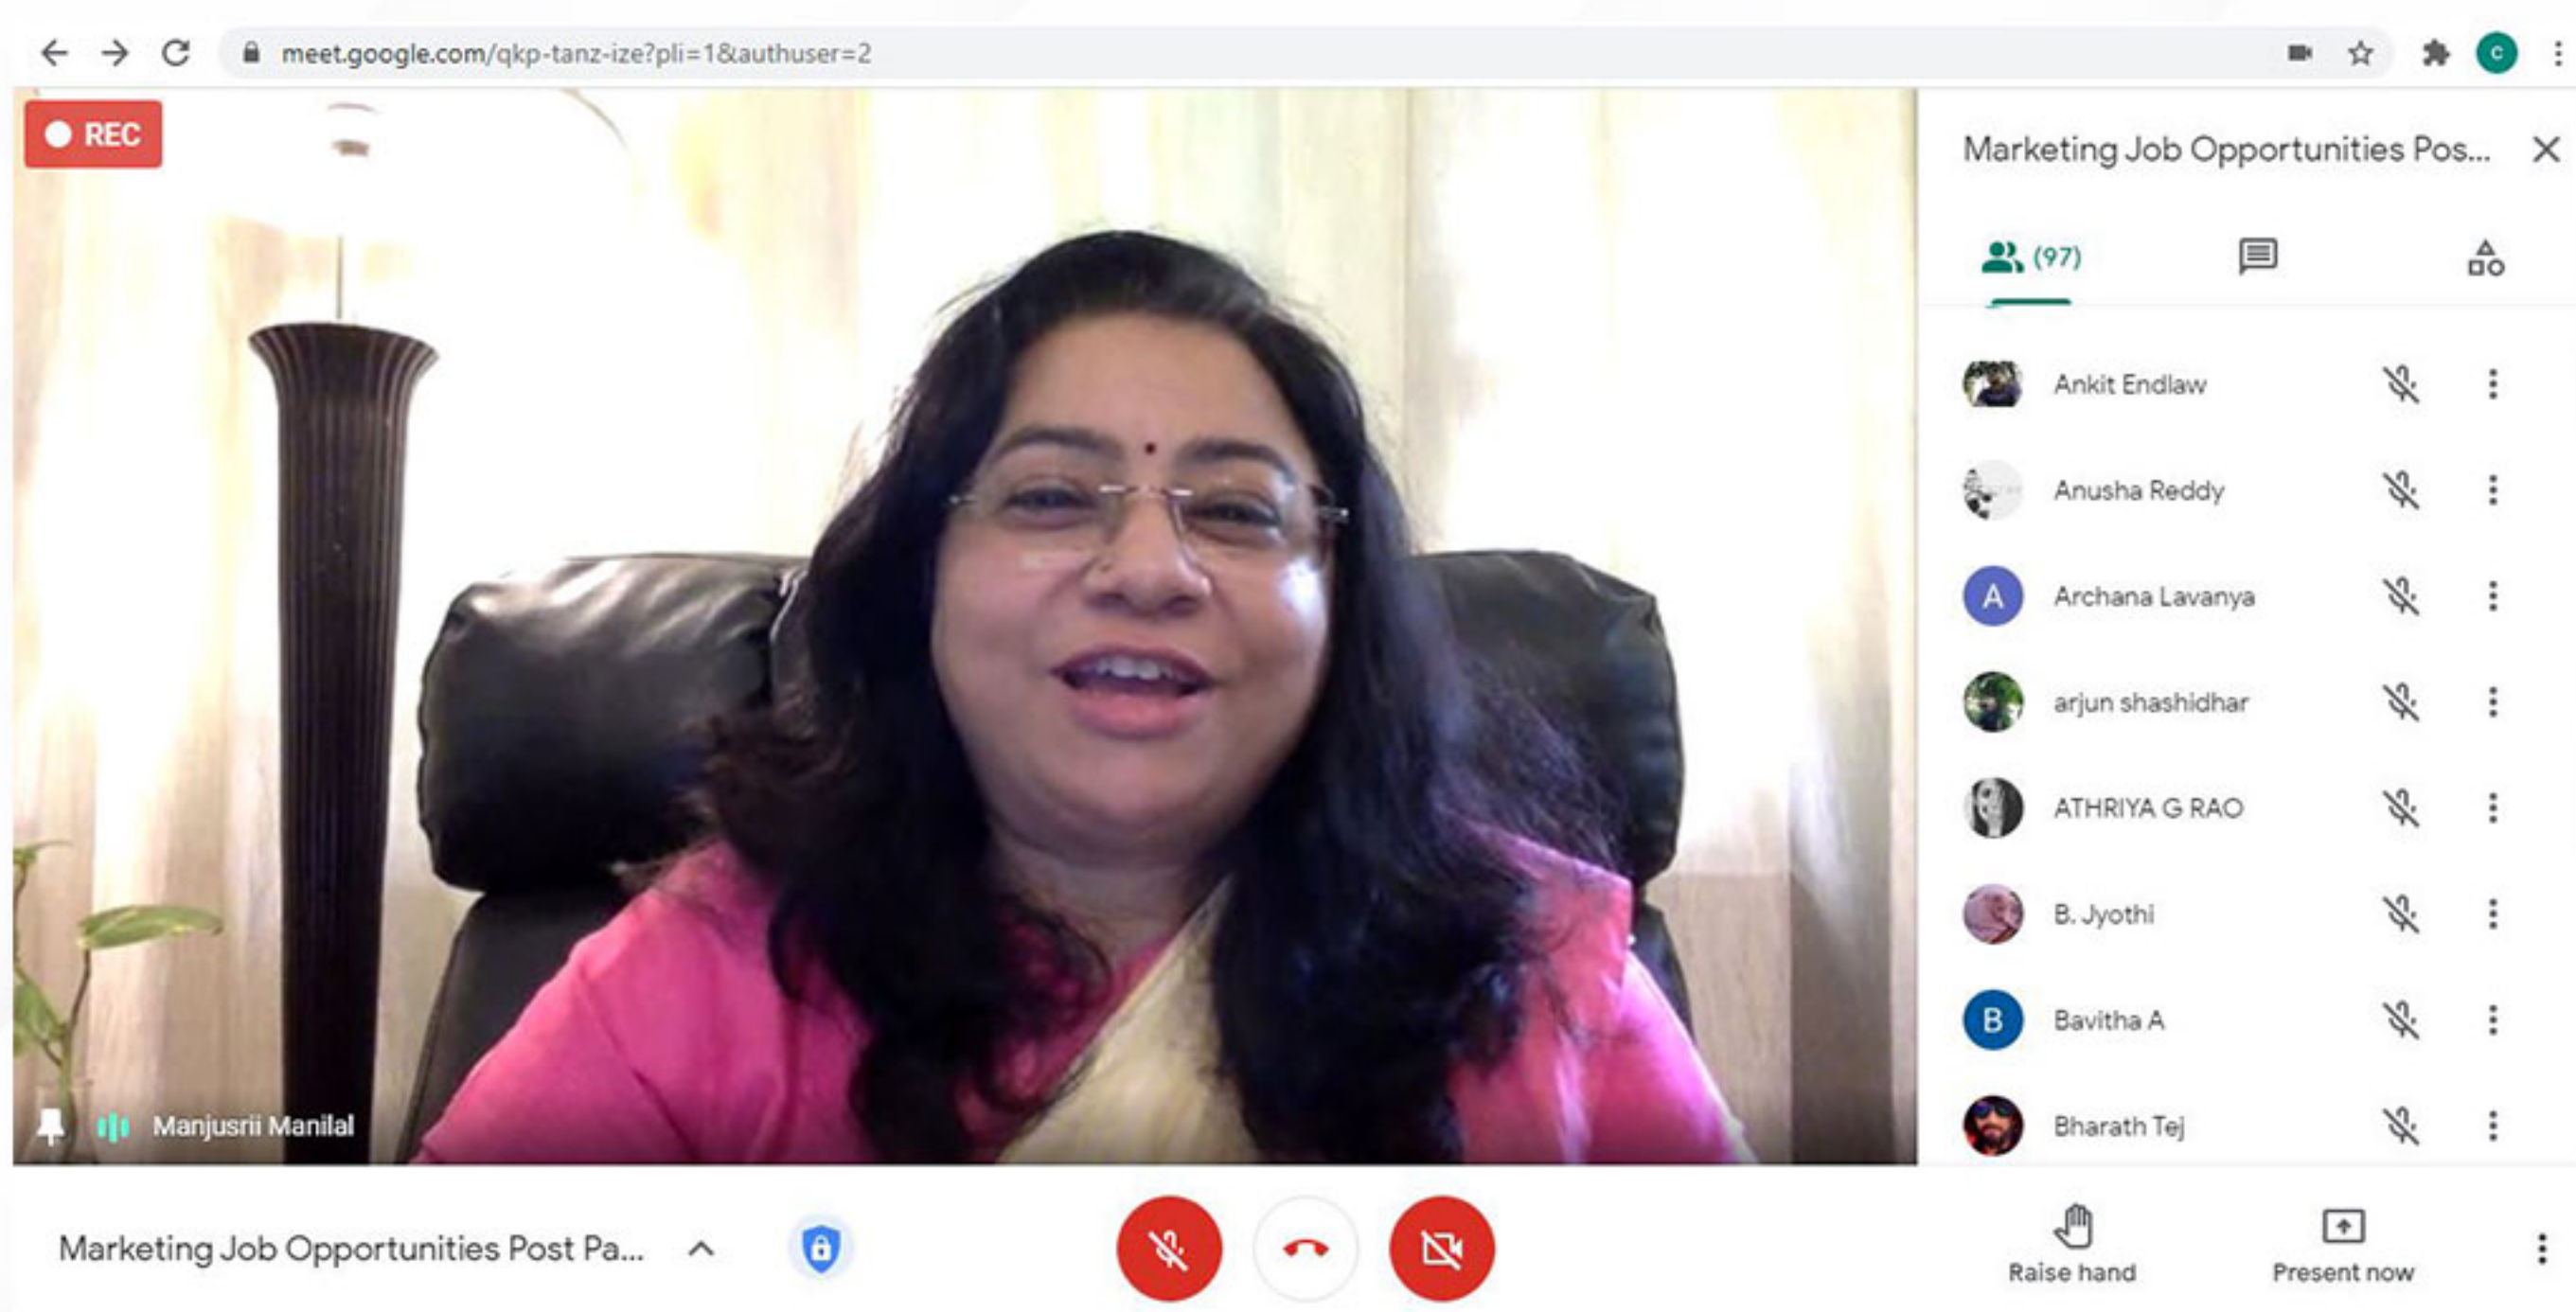 meet.google.com/qkp-tanz-ize?pli=1&authuser=2
C
REC
Manjusrii Manilal
Marketing Job Opportunities Pos...
(97)
Ankit Endlaw
Anusha Reddy
A
Archana Lavanya
arjun shashidhar
ATHRIYA G RAO
B. Jyothi
B
Bavitha A
Bharath Tej
Marketing Job Opportunities Post Pa...
Raise hand
Present now